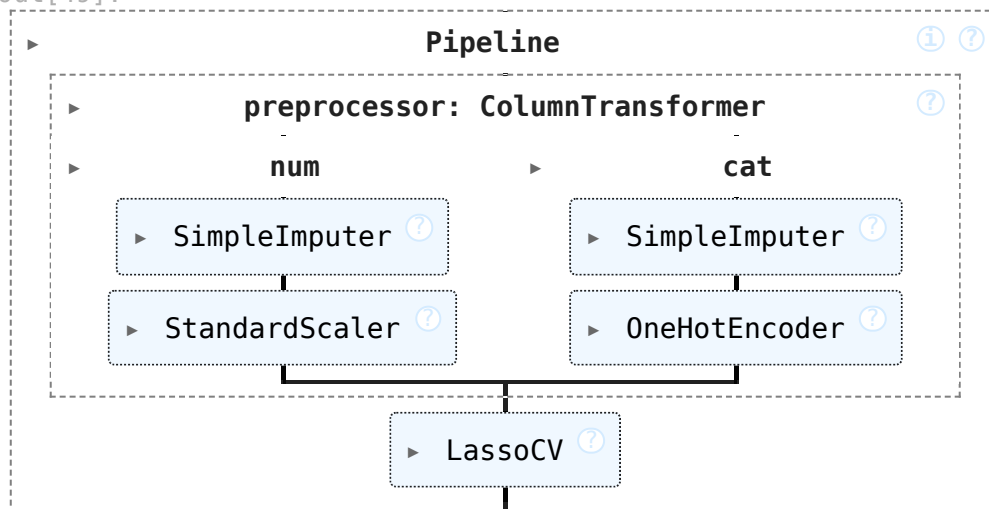 Pipeline i ?
preprocessor: ColumnTransformer ?
num cat
SimpleImputer ? SimpleImputer ?
StandardScaler ? OneHotEncoder ?
LassoCV ?